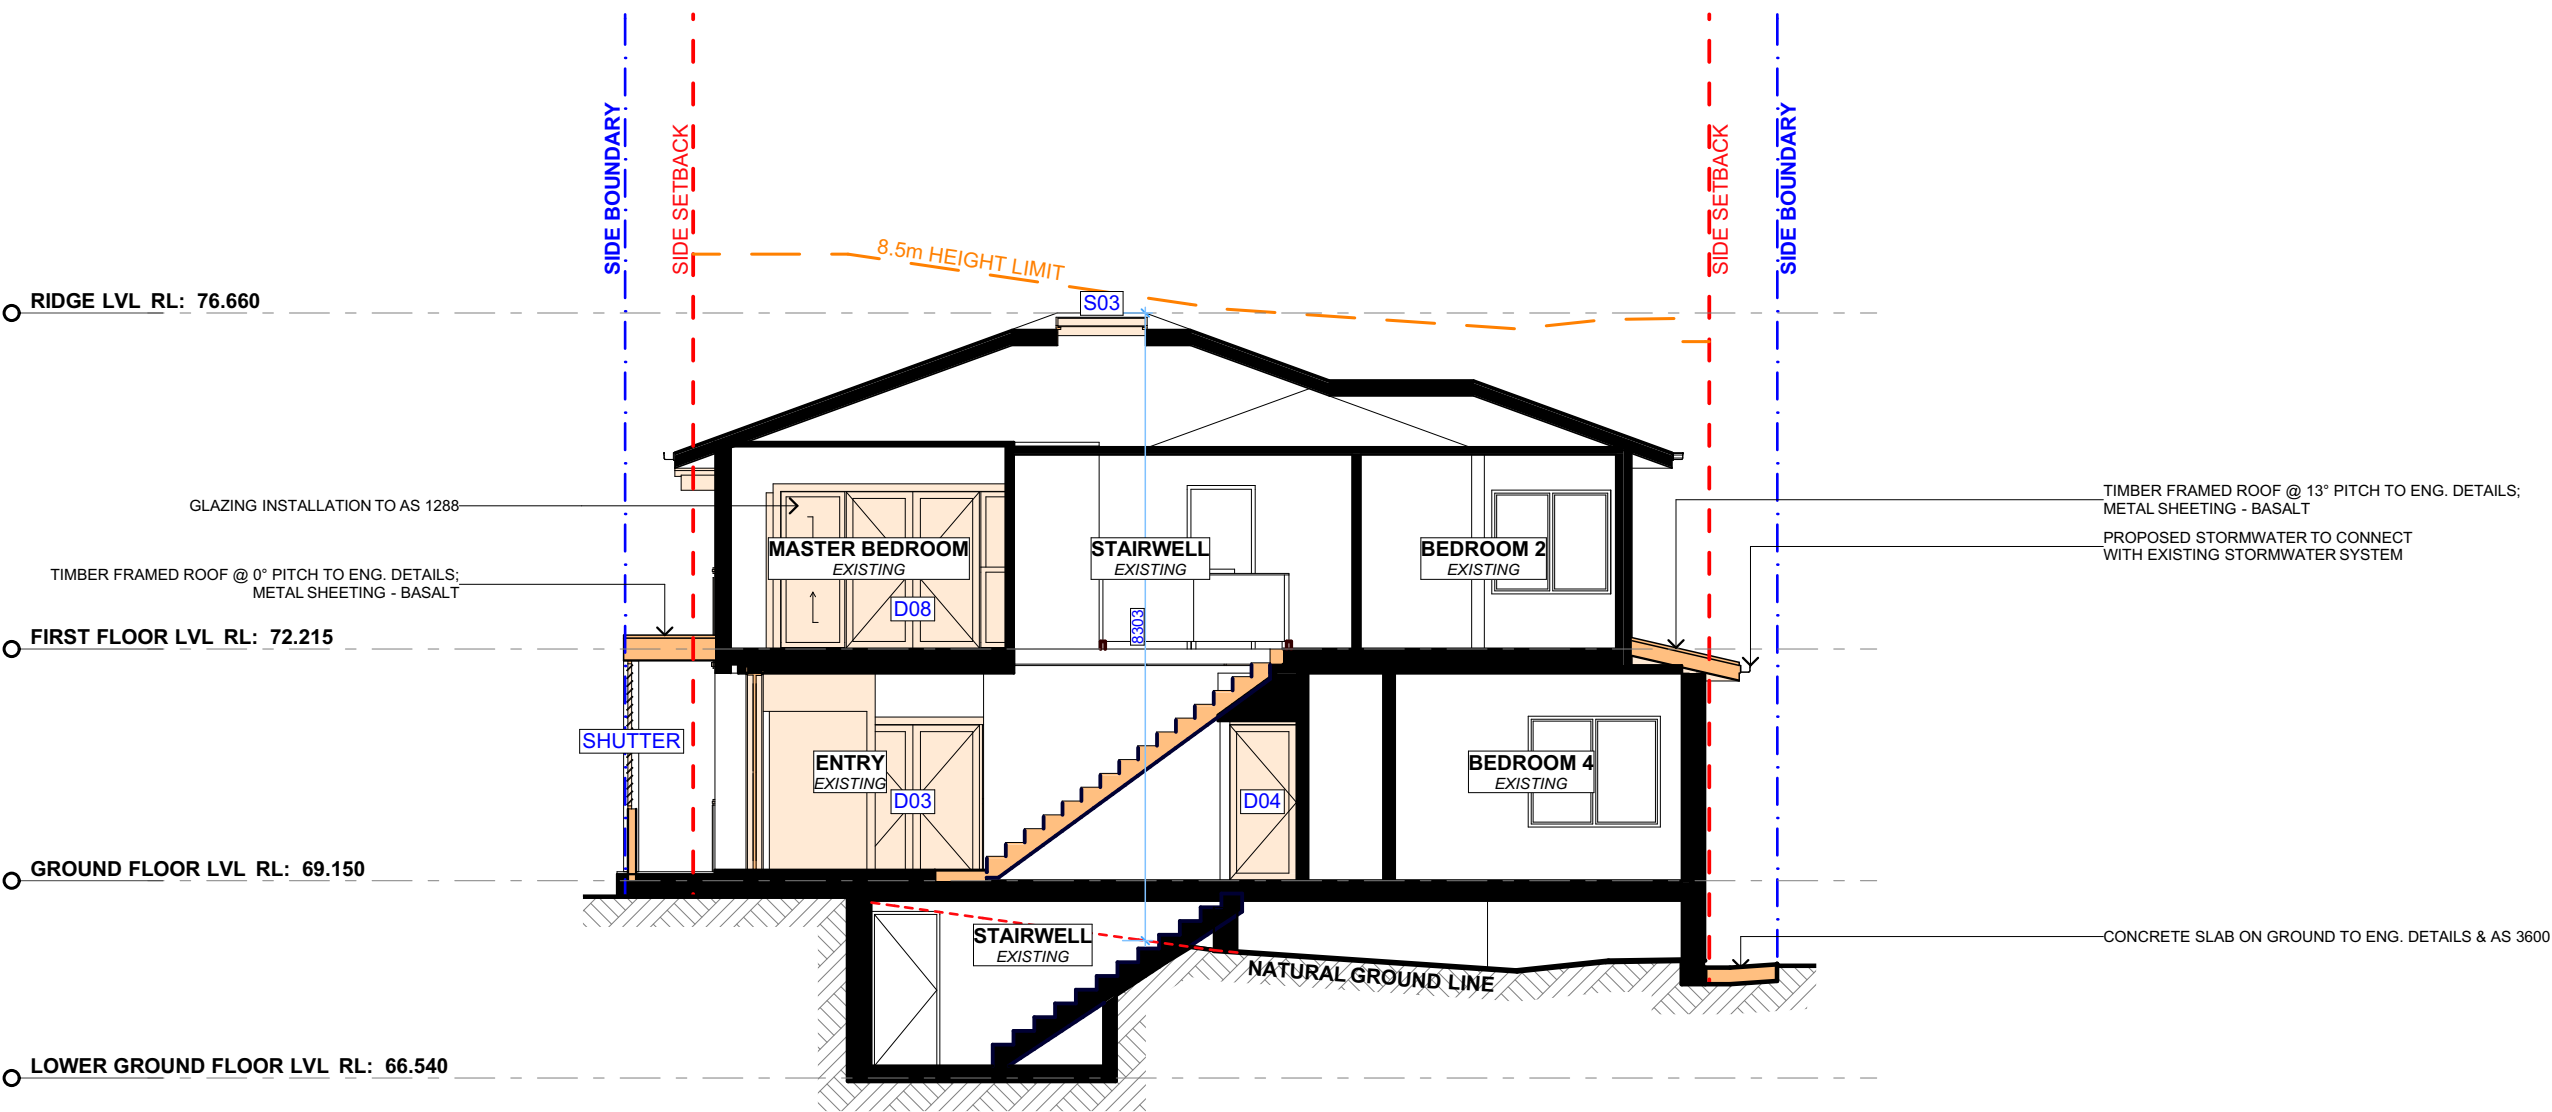 SIDE BOUNDARY
SIDE SETBACK
SIDE SETBACK
SIDE BOUNDARY
8.5m HEIGHT LIMIT
S03
RIDGE LVL RL: 76.660
GLAZING INSTALLATION TO AS 1288
TIMBER FRAMED ROOF @ 13° PITCH TO ENG. DETAILS;
METAL SHEETING - BASALT
PROPOSED STORMWATER TO CONNECT
WITH EXISTING STORMWATER SYSTEM
MASTER BEDROOM
EXISTING
STAIRWELL
EXISTING
BEDROOM 2
EXISTING
TIMBER FRAMED ROOF @ 0° PITCH TO ENG. DETAILS;
METAL SHEETING - BASALT
D08
8303
FIRST FLOOR LVL RL: 72.215
SHUTTER
ENTRY
EXISTING
BEDROOM 4
EXISTING
D03
D04
GROUND FLOOR LVL RL: 69.150
STAIRWELL
EXISTING
CONCRETE SLAB ON GROUND TO ENG. DETAILS & AS 3600
NATURAL GROUND LINE
LOWER GROUND FLOOR LVL RL: 66.540